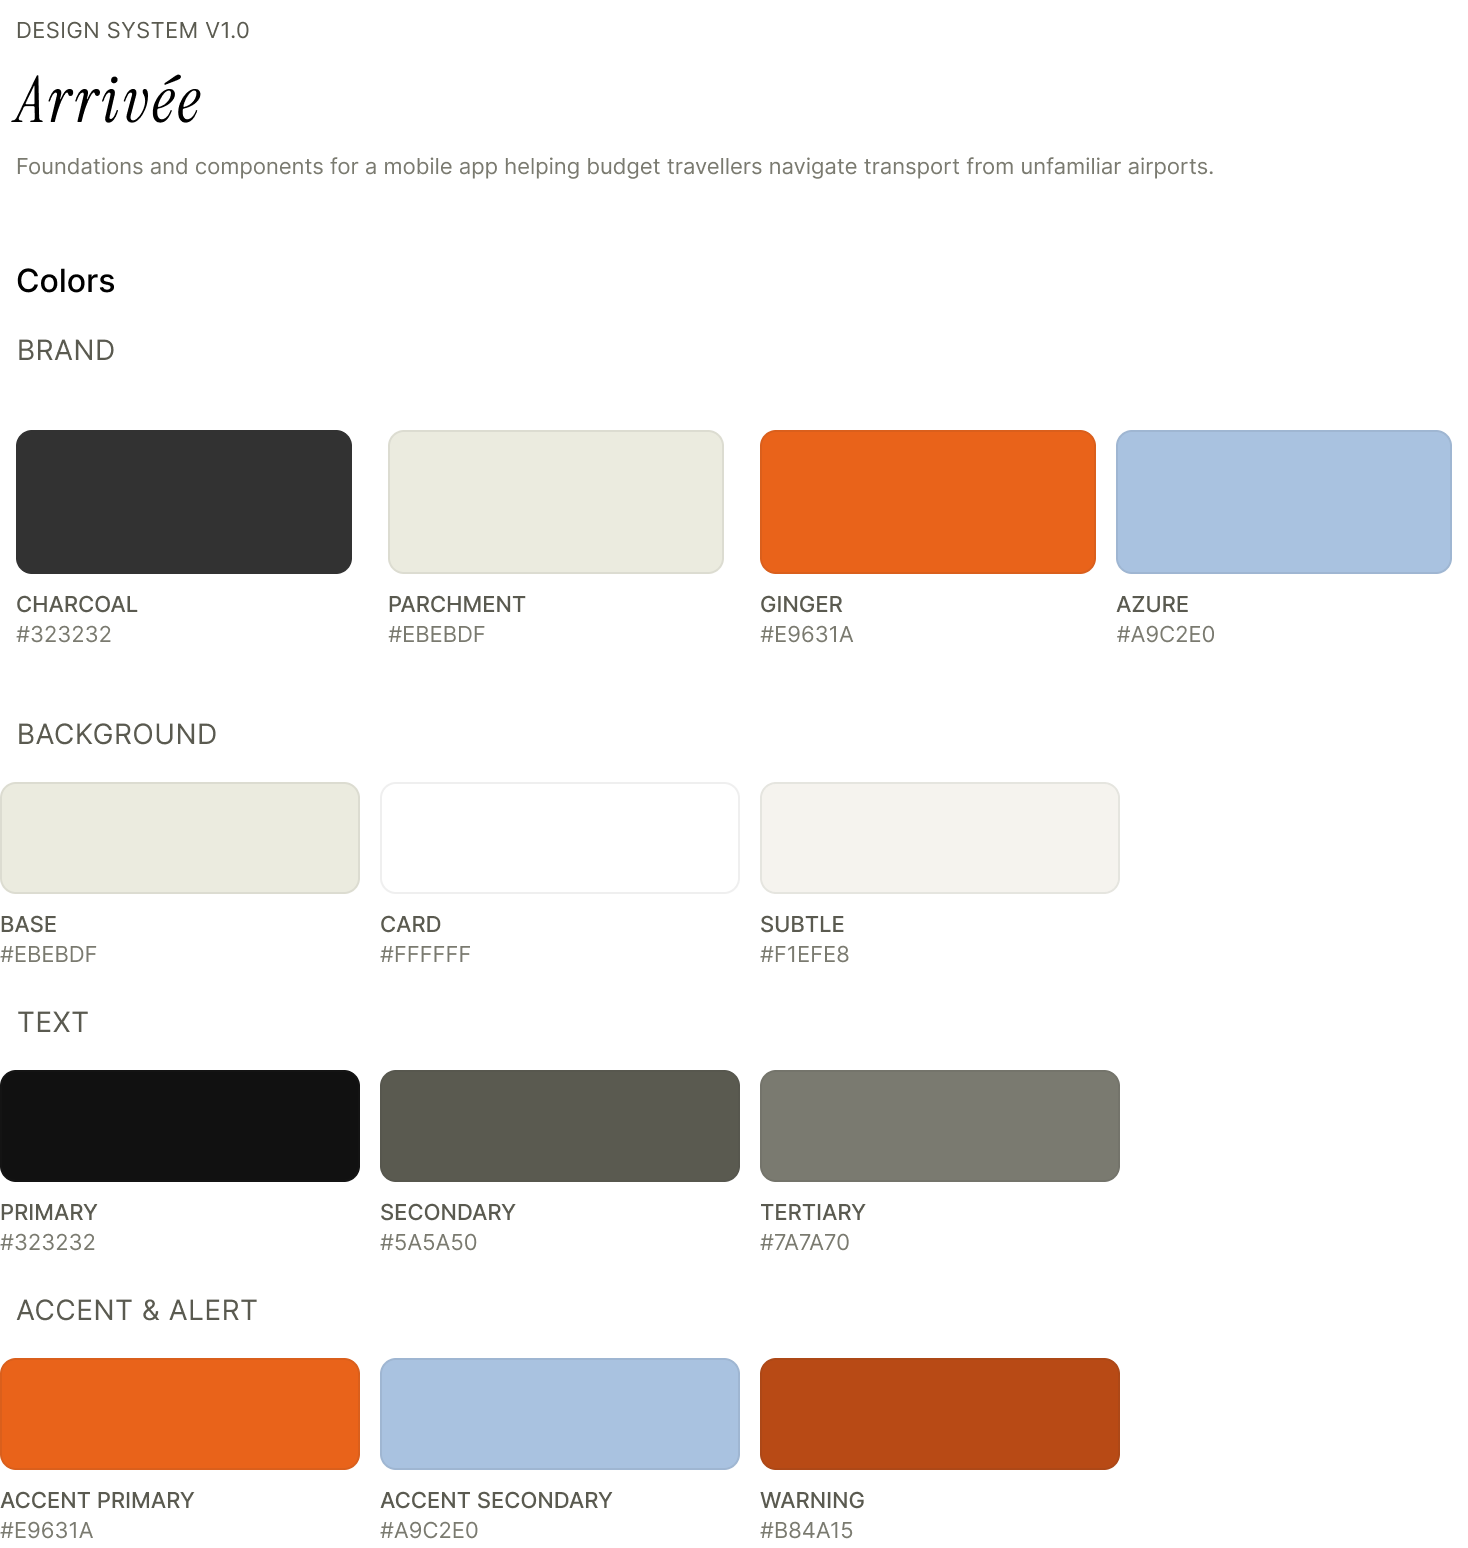 DESIGN SYSTEM V1.0
Arrivée
Foundations and components for a mobile app helping budget travellers navigate transport from unfamiliar airports.
Colors
BRAND
CHARCOAL
#323232
PARCHMENT
#EBEBDF
GINGER
#E9631A
AZURE
#A9C2E0
BACKGROUND
BASE
#EBEBDF
CARD
#FFFFFF
SUBTLE
#F1EFE8
TEXT
PRIMARY
#323232
SECONDARY
#5A5A50
TERTIARY
#7A7A70
ACCENT & ALERT
ACCENT PRIMARY
#E9631A
ACCENT SECONDARY
#A9C2E0
WARNING
#B84A15